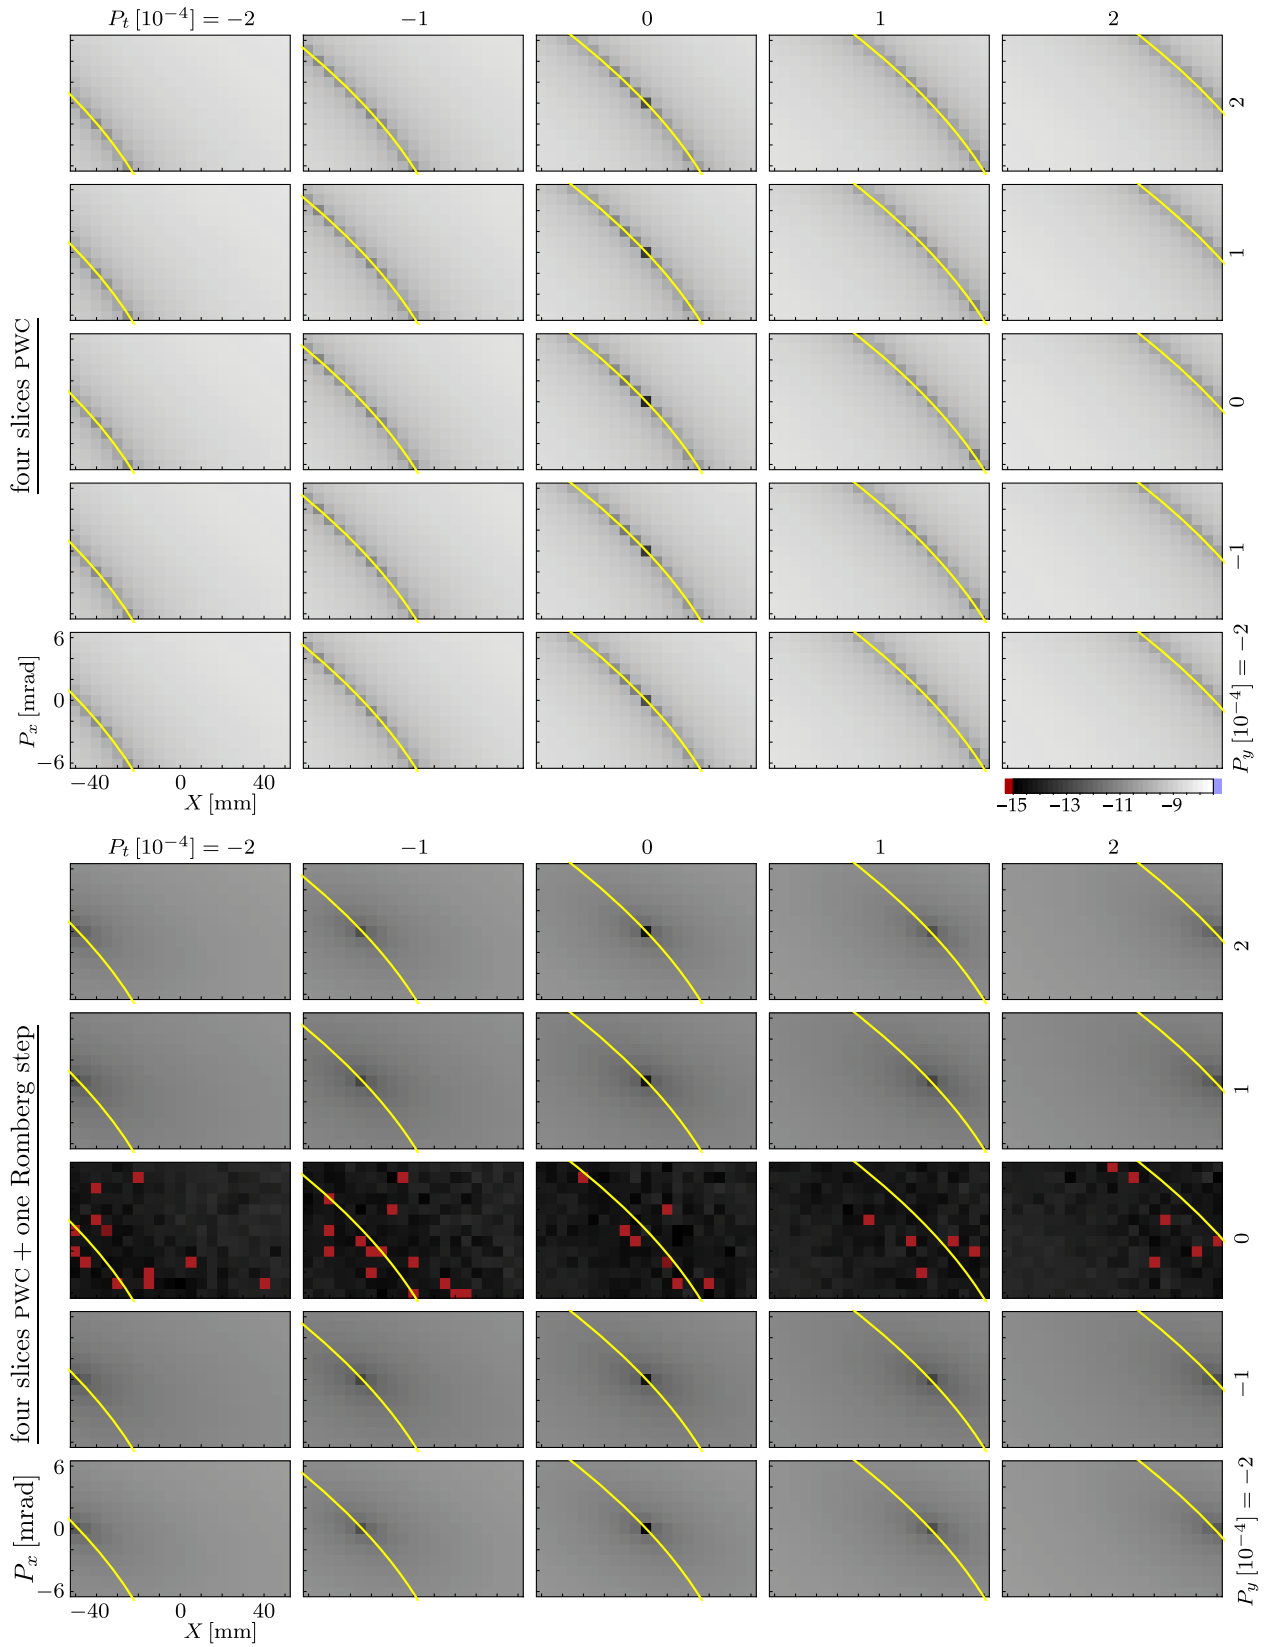 P_t [10^{−4}] = −2 −1 0 1 2
2
1
four slices PWC
0
−1
P_y [10^{−4}] = −2
6
0
−6
P_x [mrad]
−40 0 40
X [mm]
−15 −13 −11 −9
P_t [10^{−4}] = −2 −1 0 1 2
2
1
four slices PWC + one Romberg step
0
−1
P_y [10^{−4}] = −2
6
0
−6
P_x [mrad]
−40 0 40
X [mm]